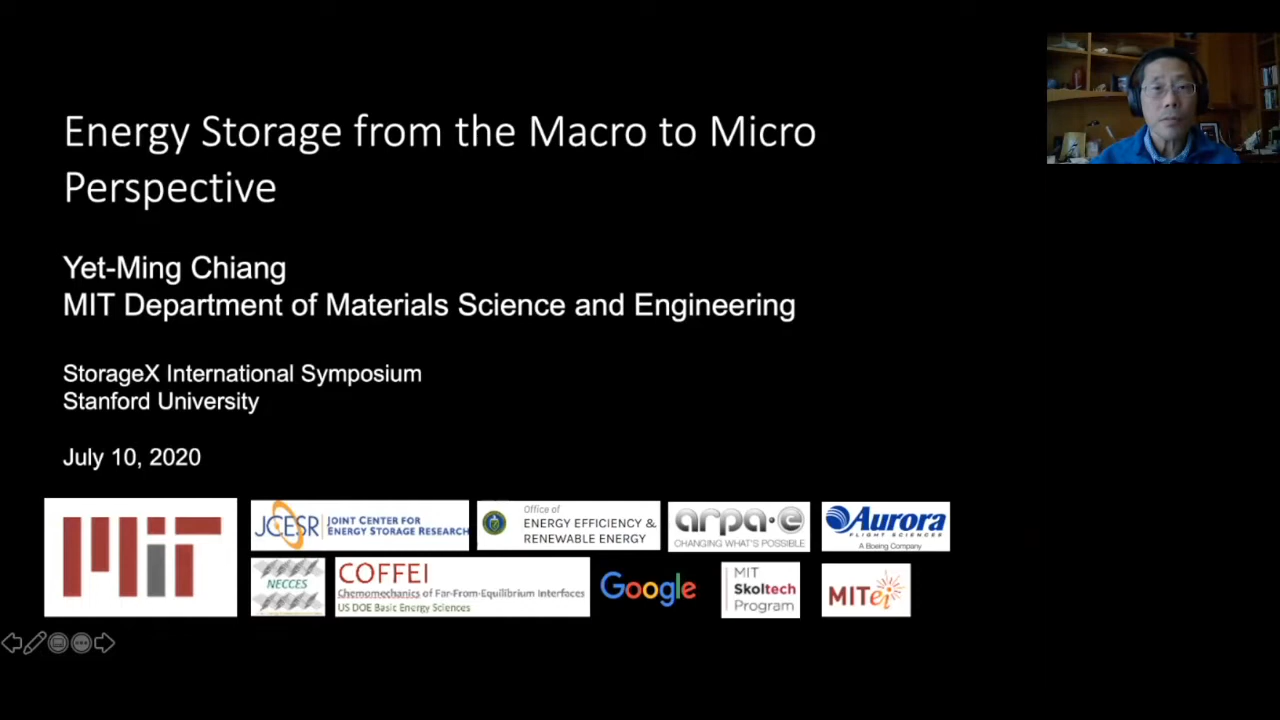 Energy Storage from the Macro to Micro
Perspective
Yet-Ming Chiang
MIT Department of Materials Science and Engineering
StorageX International Symposium
Stanford University
July 10, 2020
MIT
JCESR JOINT CENTER FOR
ENERGY STORAGE RESEARCH
Office of
ENERGY EFFICIENCY &
RENEWABLE ENERGY
arpa·e
CHANGING WHAT'S POSSIBLE
Aurora
FLIGHT SCIENCES
A Boeing Company
NECCES
COFFEI
Chemomechanics of Far-From-Equilibrium Interfaces
US DOE Basic Energy Sciences
Google
MIT
Skoltech
Program
MITei